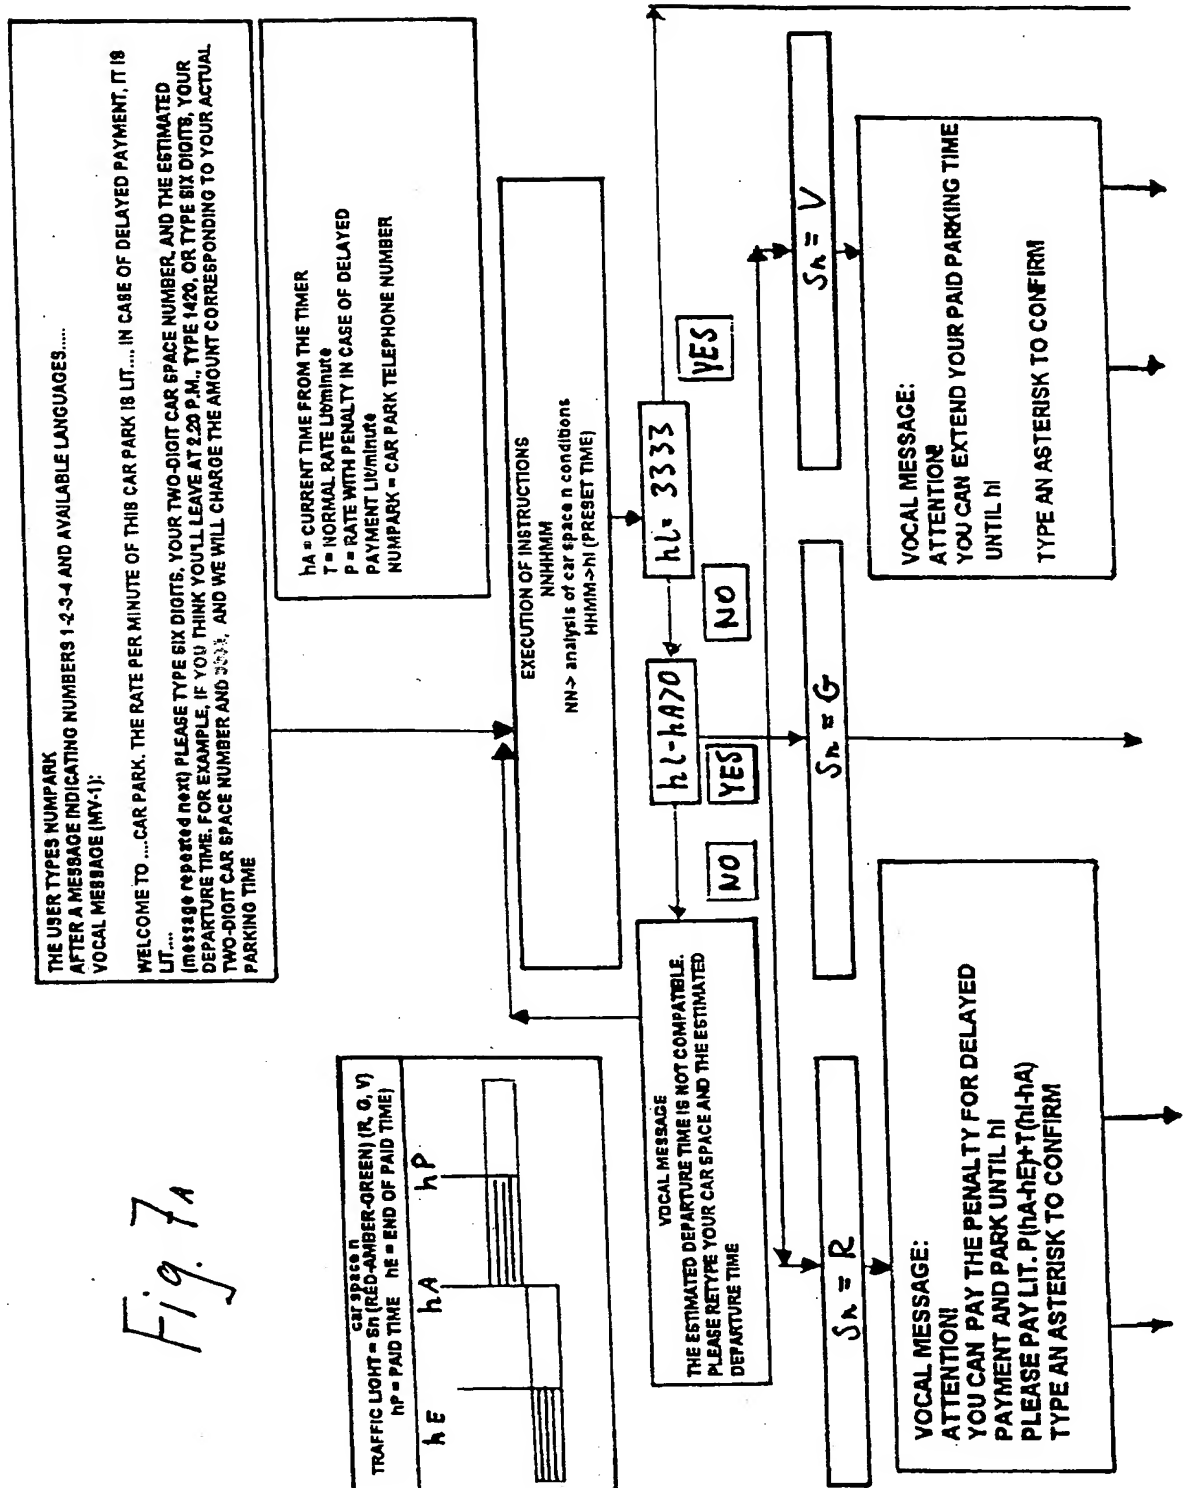 THE USER TYPES NUMPARK
AFTER A MESSAGE INDICATING NUMBERS 1-2-3-4 AND AVAILABLE LANGUAGES.....
VOCAL MESSAGE (MV-1):
WELCOME TO ....CAR PARK. THE RATE PER MINUTE OF THIS CAR PARK IS LIT.... IN CASE OF DELAYED PAYMENT, IT IS
LIT....
(message repeated next) PLEASE TYPE SIX DIGITS, YOUR TWO-DIGIT CAR SPACE NUMBER, AND THE ESTIMATED
DEPARTURE TIME. FOR EXAMPLE, IF YOU THINK YOU'LL LEAVE AT 2.20 P.M., TYPE 1420, OR TYPE SIX DIGITS, YOUR
TWO-DIGIT CAR SPACE NUMBER AND 3333, AND WE WILL CHARGE THE AMOUNT CORRESPONDING TO YOUR ACTUAL
PARKING TIME
hA = CURRENT TIME FROM THE TIMER
T = NORMAL RATE Lit/minute
P = RATE WITH PENALTY IN CASE OF DELAYED
PAYMENT Lit/minute
NUMPARK = CAR PARK TELEPHONE NUMBER
car space n
TRAFFIC LIGHT = Sn (RED-AMBER-GREEN) (R, G, V)
hP = PAID TIME hE = END OF PAID TIME)
hE hA hP
EXECUTION OF INSTRUCTIONS
NNHHMM
NN-> analysis of car space n conditions
HHMM->hl (PRESET TIME)
hl = 3333
YES
NO
hl-hA>0
YES
NO
VOCAL MESSAGE
THE ESTIMATED DEPARTURE TIME IS NOT COMPATIBLE.
PLEASE RETYPE YOUR CAR SPACE AND THE ESTIMATED
DEPARTURE TIME
Sn = R
Sn = G
Sn = V
VOCAL MESSAGE:
ATTENTION!
YOU CAN PAY THE PENALTY FOR DELAYED
PAYMENT AND PARK UNTIL hl
PLEASE PAY LIT. P(hA-hE)+T(hl-hA)
TYPE AN ASTERISK TO CONFIRM
VOCAL MESSAGE:
ATTENTION!
YOU CAN EXTEND YOUR PAID PARKING TIME
UNTIL hl
TYPE AN ASTERISK TO CONFIRM
Fig. 7A